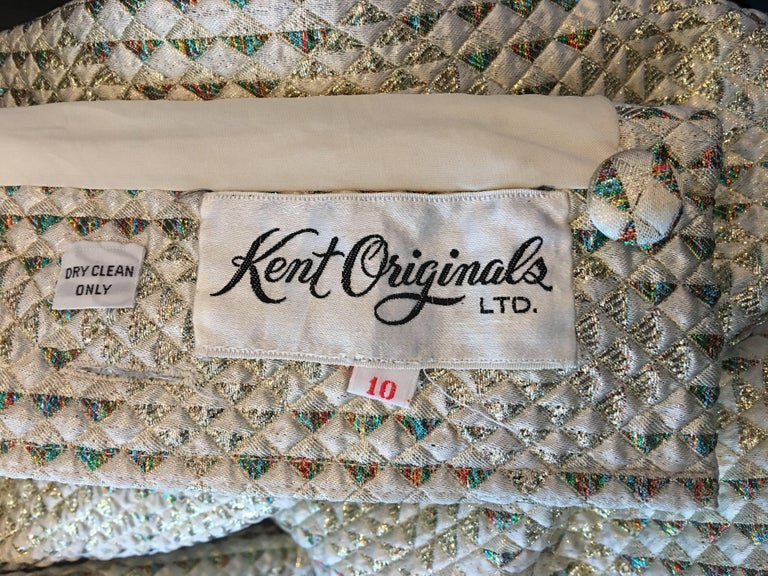 Kent Originals
LTD.
DRY CLEAN
ONLY
10